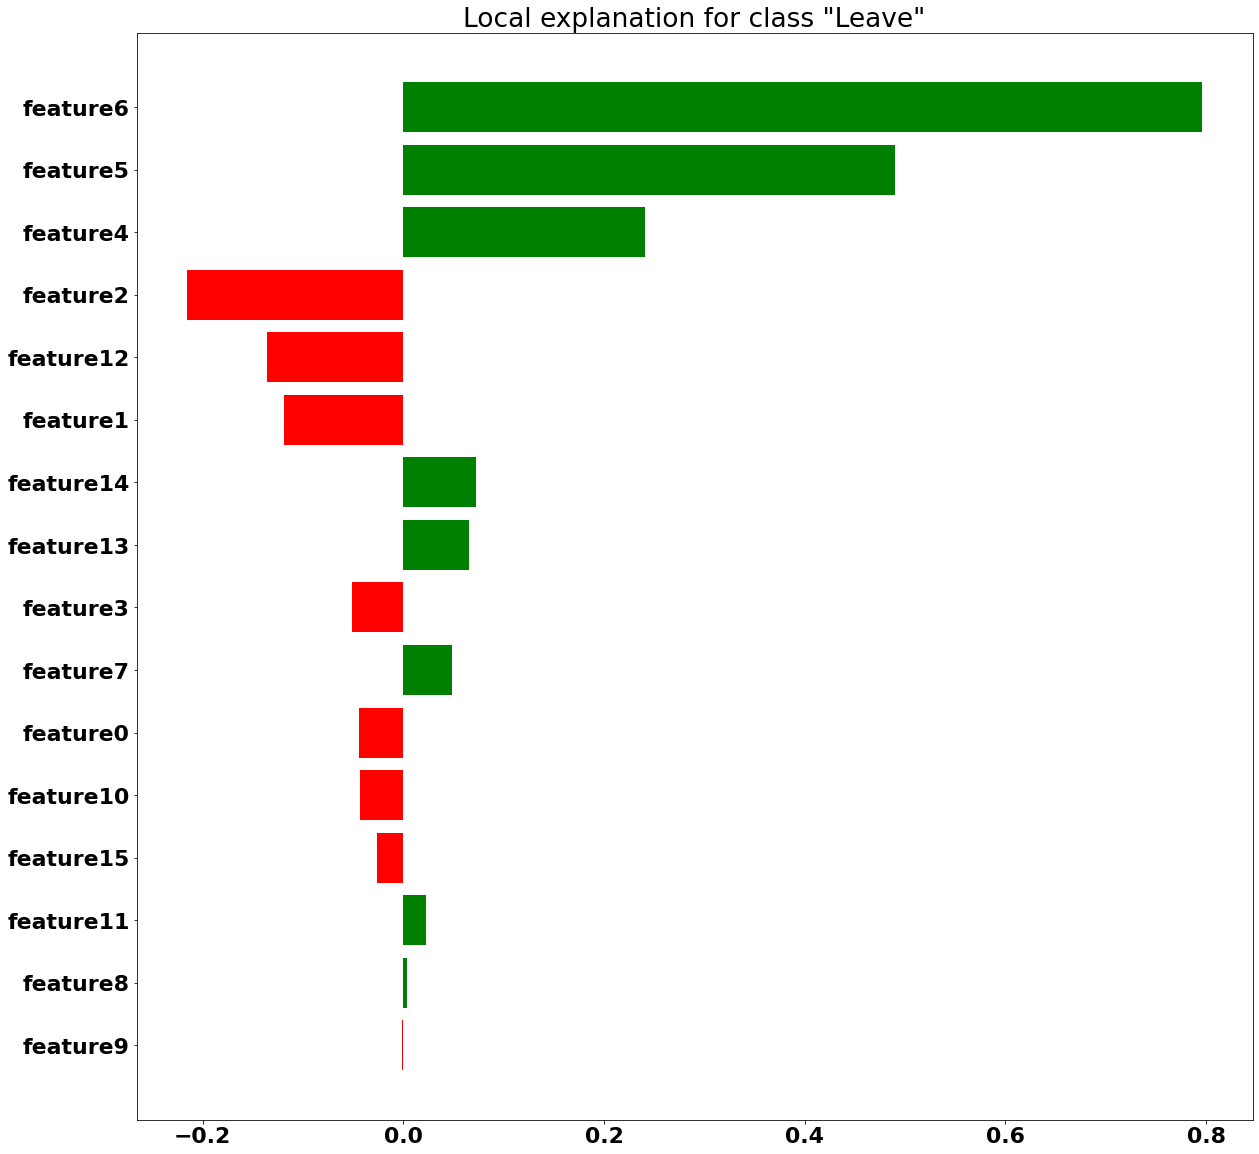 Local explanation for class "Leave"
feature6
feature5
feature4
feature2
feature12
feature1
feature14
feature13
feature3
feature7
feature0
feature10
feature15
feature11
feature8
feature9
−0.2 0.0 0.2 0.4 0.6 0.8